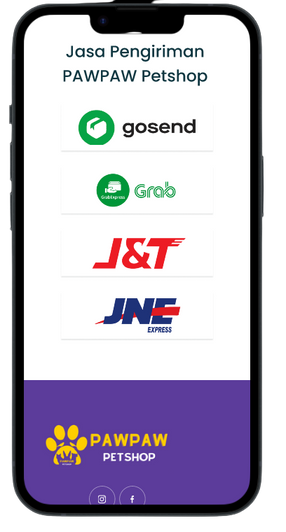 Jasa Pengiriman
PAWPAW Petshop
gosend
GrabExpress
Grab
J&T
JNE
EXPRESS
PAWPAW
PETSHOP